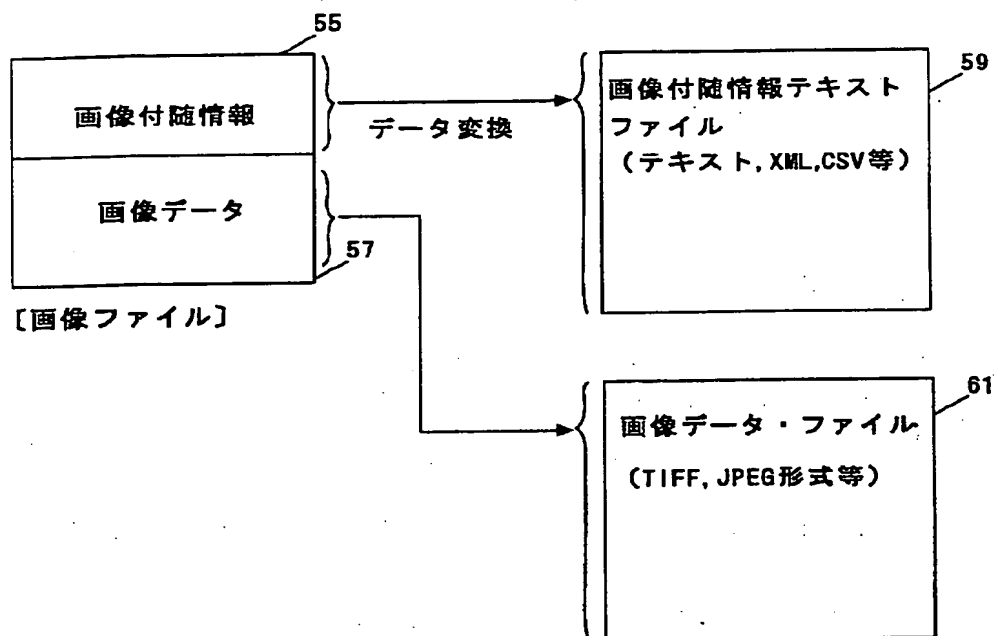 55
画像付随情報
データ変換
画像データ
57
[画像ファイル]
59
画像付随情報テキスト
ファイル
(テキスト,XML,CSV等)
61
画像データ・ファイル
(TIFF,JPEG形式等)